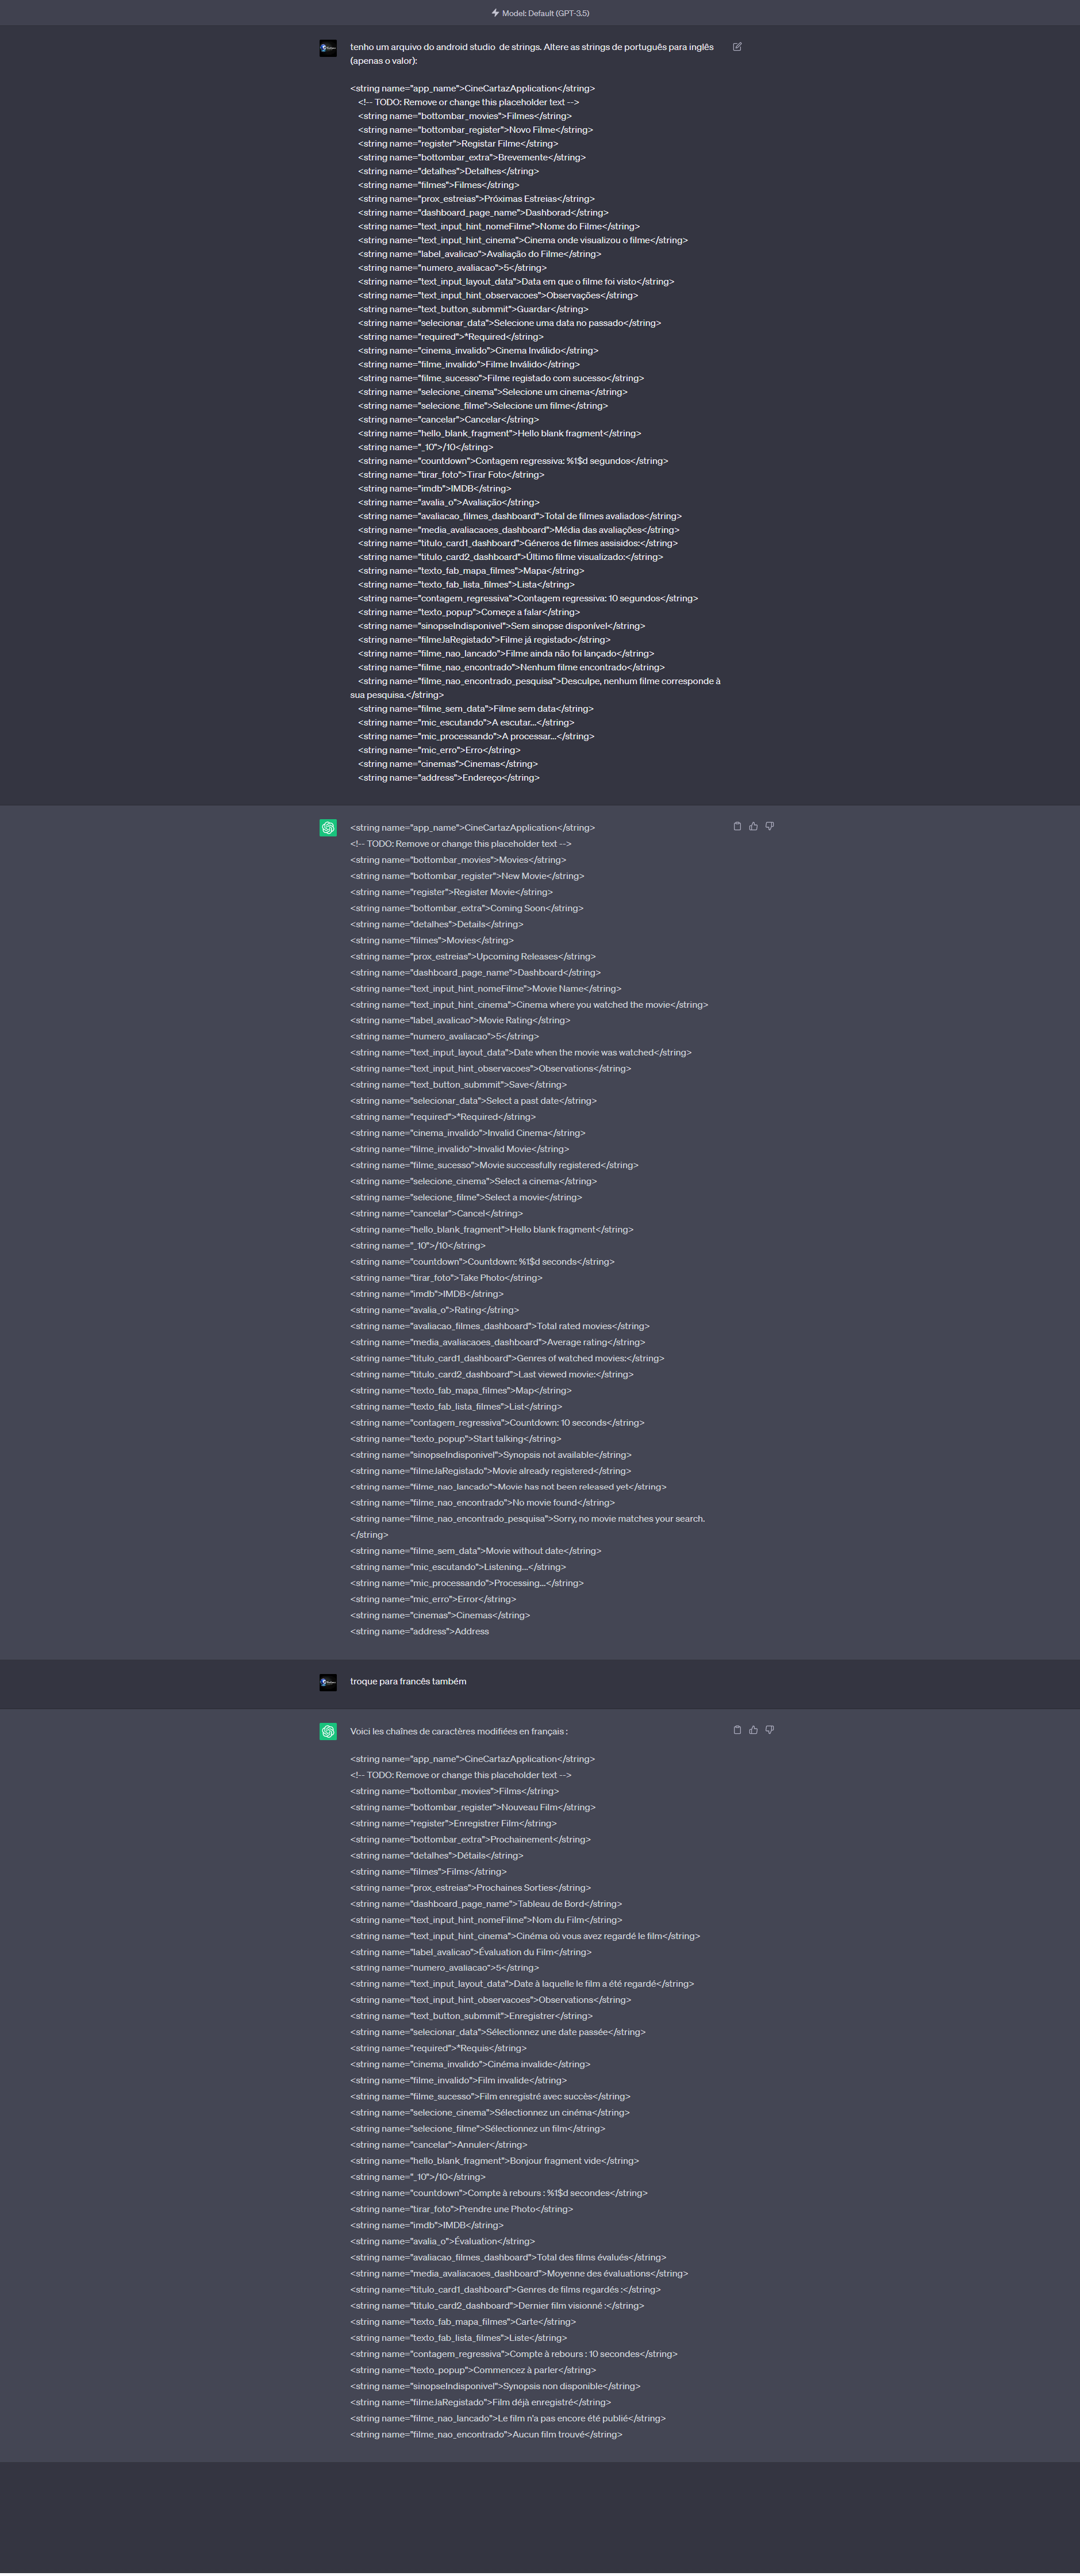 Model: Default (GPT-3.5)
tenho um arquivo do android studio de strings. Altere as strings de português para inglês
(apenas o valor):
<string name="app_name">CineCartazApplication</string>
<!-- TODO: Remove or change this placeholder text -->
<string name="bottombar_movies">Filmes</string>
<string name="bottombar_register">Novo Filme</string>
<string name="register">Registar Filme</string>
<string name="bottombar_extra">Brevemente</string>
<string name="detalhes">Detalhes</string>
<string name="filmes">Filmes</string>
<string name="prox_estreias">Próximas Estreias</string>
<string name="dashboard_page_name">Dashborad</string>
<string name="text_input_hint_nomeFilme">Nome do Filme</string>
<string name="text_input_hint_cinema">Cinema onde visualizou o filme</string>
<string name="label_avalicao">Avaliação do Filme</string>
<string name="numero_avaliacao">5</string>
<string name="text_input_layout_data">Data em que o filme foi visto</string>
<string name="text_input_hint_observacoes">Observações</string>
<string name="text_button_submmit">Guardar</string>
<string name="selecionar_data">Selecione uma data no passado</string>
<string name="required">*Required</string>
<string name="cinema_invalido">Cinema Inválido</string>
<string name="filme_invalido">Filme Inválido</string>
<string name="filme_sucesso">Filme registado com sucesso</string>
<string name="selecione_cinema">Selecione um cinema</string>
<string name="selecione_filme">Selecione um filme</string>
<string name="cancelar">Cancelar</string>
<string name="hello_blank_fragment">Hello blank fragment</string>
<string name="_10">/10</string>
<string name="countdown">Contagem regressiva: %1$d segundos</string>
<string name="tirar_foto">Tirar Foto</string>
<string name="imdb">IMDB</string>
<string name="avalia_o">Avaliação</string>
<string name="avaliacao_filmes_dashboard">Total de filmes avaliados</string>
<string name="media_avaliacaoes_dashboard">Média das avaliações</string>
<string name="titulo_card1_dashboard">Géneros de filmes assisidos:</string>
<string name="titulo_card2_dashboard">Último filme visualizado:</string>
<string name="texto_fab_mapa_filmes">Mapa</string>
<string name="texto_fab_lista_filmes">Lista</string>
<string name="contagem_regressiva">Contagem regressiva: 10 segundos</string>
<string name="texto_popup">Começe a falar</string>
<string name="sinopseIndisponivel">Sem sinopse disponível</string>
<string name="filmeJaRegistado">Filme já registado</string>
<string name="filme_nao_lancado">Filme ainda não foi lançado</string>
<string name="filme_nao_encontrado">Nenhum filme encontrado</string>
<string name="filme_nao_encontrado_pesquisa">Desculpe, nenhum filme corresponde à
sua pesquisa.</string>
<string name="filme_sem_data">Filme sem data</string>
<string name="mic_escutando">A escutar...</string>
<string name="mic_processando">A processar...</string>
<string name="mic_erro">Erro</string>
<string name="cinemas">Cinemas</string>
<string name="address">Endereço</string>
<string name="app_name">CineCartazApplication</string>
<!-- TODO: Remove or change this placeholder text -->
<string name="bottombar_movies">Movies</string>
<string name="bottombar_register">New Movie</string>
<string name="register">Register Movie</string>
<string name="bottombar_extra">Coming Soon</string>
<string name="detalhes">Details</string>
<string name="filmes">Movies</string>
<string name="prox_estreias">Upcoming Releases</string>
<string name="dashboard_page_name">Dashboard</string>
<string name="text_input_hint_nomeFilme">Movie Name</string>
<string name="text_input_hint_cinema">Cinema where you watched the movie</string>
<string name="label_avalicao">Movie Rating</string>
<string name="numero_avaliacao">5</string>
<string name="text_input_layout_data">Date when the movie was watched</string>
<string name="text_input_hint_observacoes">Observations</string>
<string name="text_button_submmit">Save</string>
<string name="selecionar_data">Select a past date</string>
<string name="required">*Required</string>
<string name="cinema_invalido">Invalid Cinema</string>
<string name="filme_invalido">Invalid Movie</string>
<string name="filme_sucesso">Movie successfully registered</string>
<string name="selecione_cinema">Select a cinema</string>
<string name="selecione_filme">Select a movie</string>
<string name="cancelar">Cancel</string>
<string name="hello_blank_fragment">Hello blank fragment</string>
<string name="_10">/10</string>
<string name="countdown">Countdown: %1$d seconds</string>
<string name="tirar_foto">Take Photo</string>
<string name="imdb">IMDB</string>
<string name="avalia_o">Rating</string>
<string name="avaliacao_filmes_dashboard">Total rated movies</string>
<string name="media_avaliacaoes_dashboard">Average rating</string>
<string name="titulo_card1_dashboard">Genres of watched movies:</string>
<string name="titulo_card2_dashboard">Last viewed movie:</string>
<string name="texto_fab_mapa_filmes">Map</string>
<string name="texto_fab_lista_filmes">List</string>
<string name="contagem_regressiva">Countdown: 10 seconds</string>
<string name="texto_popup">Start talking</string>
<string name="sinopseIndisponivel">Synopsis not available</string>
<string name="filmeJaRegistado">Movie already registered</string>
<string name="filme_nao_lancado">Movie has not been released yet</string>
<string name="filme_nao_encontrado">No movie found</string>
<string name="filme_nao_encontrado_pesquisa">Sorry, no movie matches your search.
</string>
<string name="filme_sem_data">Movie without date</string>
<string name="mic_escutando">Listening...</string>
<string name="mic_processando">Processing...</string>
<string name="mic_erro">Error</string>
<string name="cinemas">Cinemas</string>
<string name="address">Address
troque para francês também
Voici les chaînes de caractères modifiées en français :
<string name="app_name">CineCartazApplication</string>
<!-- TODO: Remove or change this placeholder text -->
<string name="bottombar_movies">Films</string>
<string name="bottombar_register">Nouveau Film</string>
<string name="register">Enregistrer Film</string>
<string name="bottombar_extra">Prochainement</string>
<string name="detalhes">Détails</string>
<string name="filmes">Films</string>
<string name="prox_estreias">Prochaines Sorties</string>
<string name="dashboard_page_name">Tableau de Bord</string>
<string name="text_input_hint_nomeFilme">Nom du Film</string>
<string name="text_input_hint_cinema">Cinéma où vous avez regardé le film</string>
<string name="label_avalicao">Évaluation du Film</string>
<string name="numero_avaliacao">5</string>
<string name="text_input_layout_data">Date à laquelle le film a été regardé</string>
<string name="text_input_hint_observacoes">Observations</string>
<string name="text_button_submmit">Enregistrer</string>
<string name="selecionar_data">Sélectionnez une date passée</string>
<string name="required">*Requis</string>
<string name="cinema_invalido">Cinéma invalide</string>
<string name="filme_invalido">Film invalide</string>
<string name="filme_sucesso">Film enregistré avec succès</string>
<string name="selecione_cinema">Sélectionnez un cinéma</string>
<string name="selecione_filme">Sélectionnez un film</string>
<string name="cancelar">Annuler</string>
<string name="hello_blank_fragment">Bonjour fragment vide</string>
<string name="_10">/10</string>
<string name="countdown">Compte à rebours : %1$d secondes</string>
<string name="tirar_foto">Prendre une Photo</string>
<string name="imdb">IMDB</string>
<string name="avalia_o">Évaluation</string>
<string name="avaliacao_filmes_dashboard">Total des films évalués</string>
<string name="media_avaliacaoes_dashboard">Moyenne des évaluations</string>
<string name="titulo_card1_dashboard">Genres de films regardés :</string>
<string name="titulo_card2_dashboard">Dernier film visionné :</string>
<string name="texto_fab_mapa_filmes">Carte</string>
<string name="texto_fab_lista_filmes">Liste</string>
<string name="contagem_regressiva">Compte à rebours : 10 secondes</string>
<string name="texto_popup">Commencez à parler</string>
<string name="sinopseIndisponivel">Synopsis non disponible</string>
<string name="filmeJaRegistado">Film déjà enregistré</string>
<string name="filme_nao_lancado">Le film n'a pas encore été publié</string>
<string name="filme_nao_encontrado">Aucun film trouvé</string>